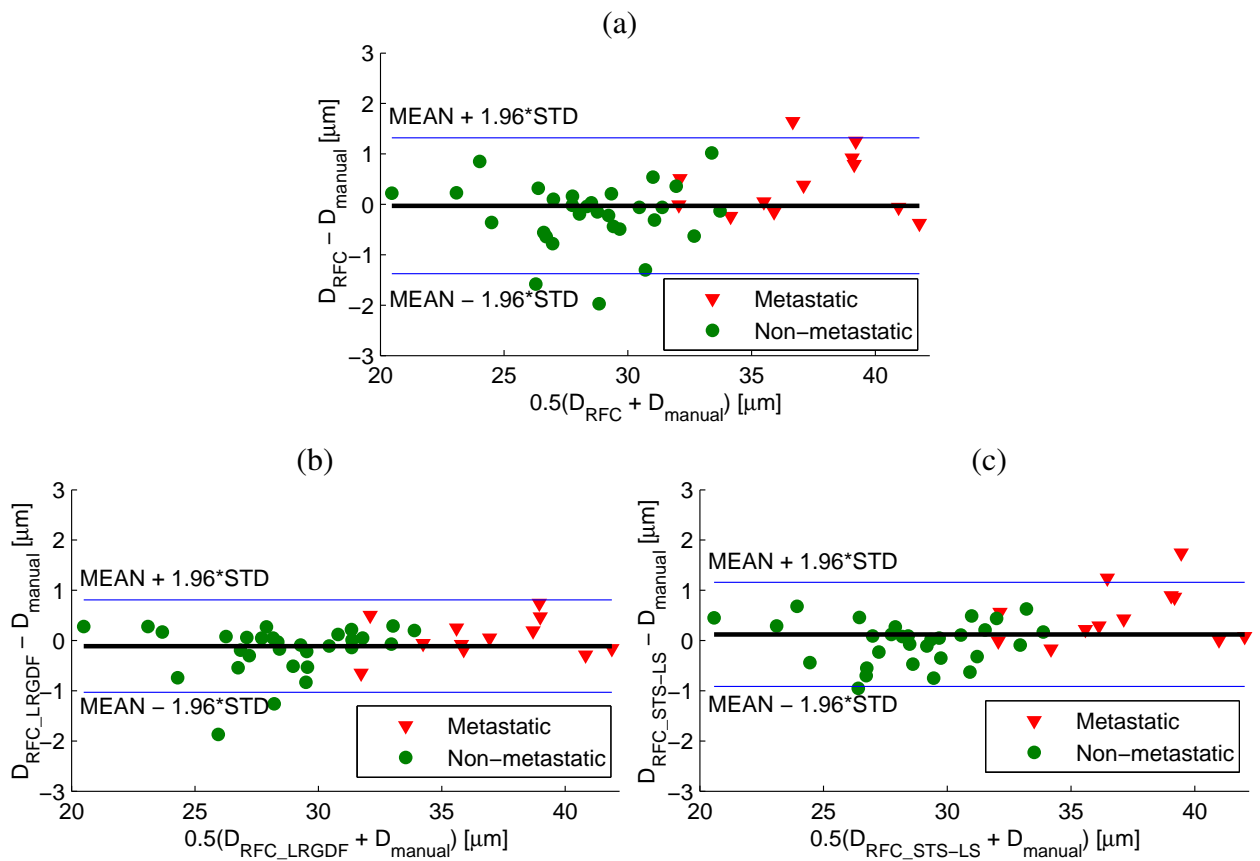 (a)
3
2
1
0
−1
−2
−3
D_RFC − D_manual [μm]
MEAN + 1.96*STD
MEAN − 1.96*STD
Metastatic
Non−metastatic
20 25 30 35 40
0.5(D_RFC + D_manual) [μm]
(b)
3
2
1
0
−1
−2
−3
D_RFC_LRGDF − D_manual [μm]
MEAN + 1.96*STD
MEAN − 1.96*STD
Metastatic
Non−metastatic
20 25 30 35 40
0.5(D_RFC_LRGDF + D_manual) [μm]
(c)
3
2
1
0
−1
−2
−3
D_RFC_STS−LS − D_manual [μm]
MEAN + 1.96*STD
MEAN − 1.96*STD
Metastatic
Non−metastatic
20 25 30 35 40
0.5(D_RFC_STS−LS + D_manual) [μm]